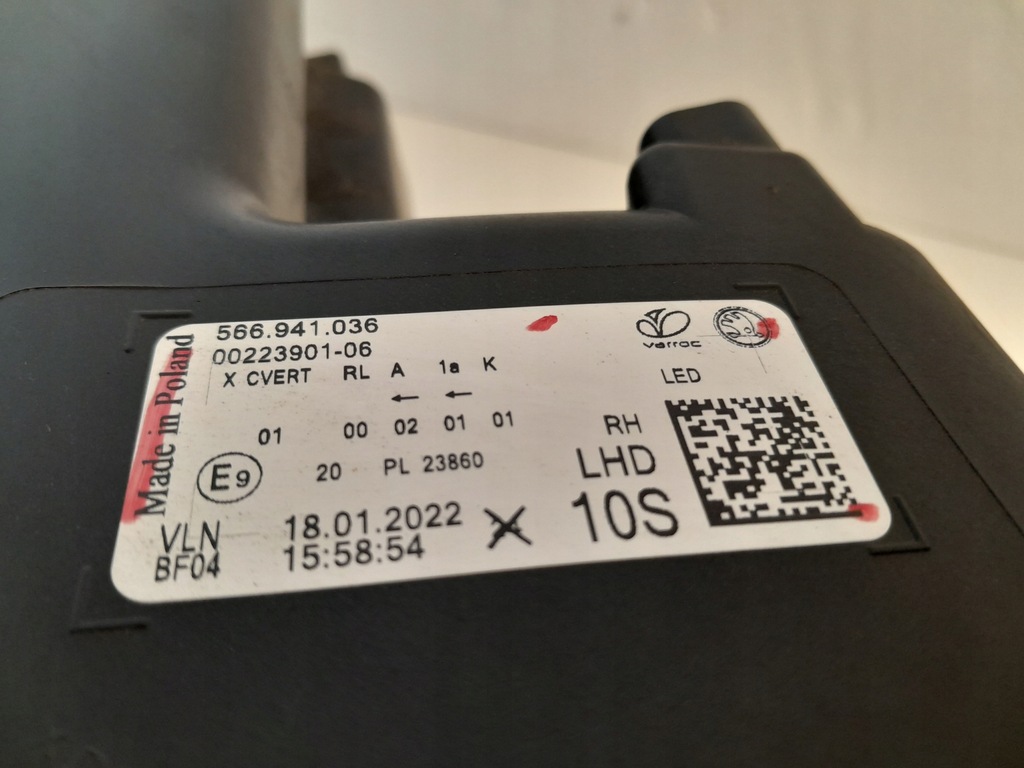 566.941.036
00223901-06
X CVERT RL A 1a K
← ←
01 00 02 01 01
E9 20 PL 23860
VLN 18.01.2022
BF04 15:58:54
Made in Poland
varroc
LED
RH
LHD
10S